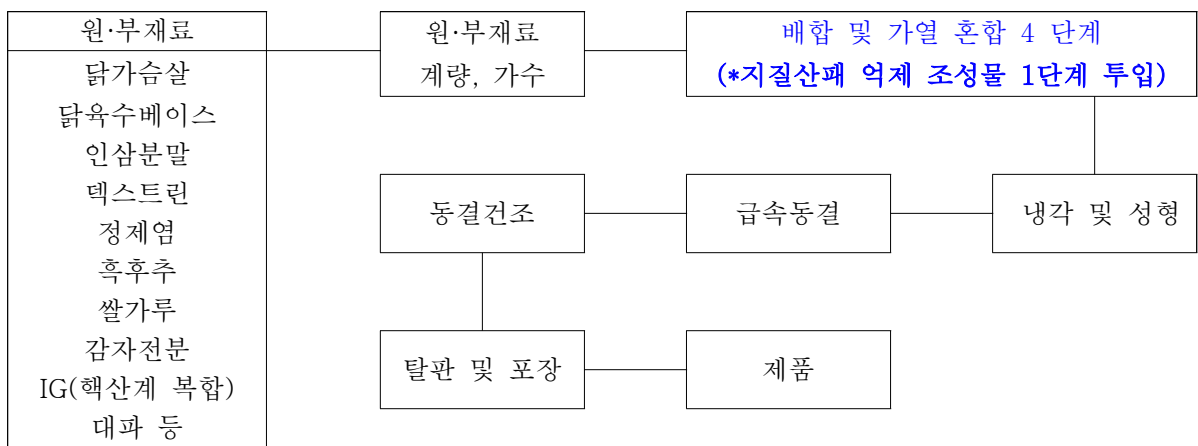 원·부재료
닭가슴살
닭육수베이스
인삼분말
덱스트린
정제염
흑후추
쌀가루
감자전분
IG(핵산계 복합)
대파 등
원·부재료
계량, 가수
배합 및 가열 혼합 4 단계
(*지질산패 억제 조성물 1단계 투입)
냉각 및 성형
급속동결
동결건조
탈판 및 포장
제품